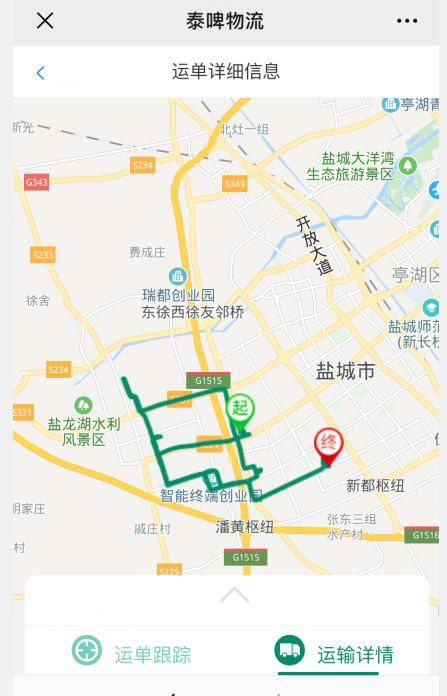 泰啤物流
运单详细信息
亭湖
新光
北灶一组
盐城大洋湾
生态旅游景区
S234
G343
S349
开放大道
S233
费成庄
亭湖区
瑞都创业园
东徐西徐友邻桥
徐舍
盐城师范
(新长校
S234
盐城市
G1515
S331
起
盐龙湖水利
风景区
终
智能终端创业园
新都枢纽
张东三组
水产村
戚庄村
潘黄枢纽
G1516
村
G1515
S229
运单跟踪
运输详情